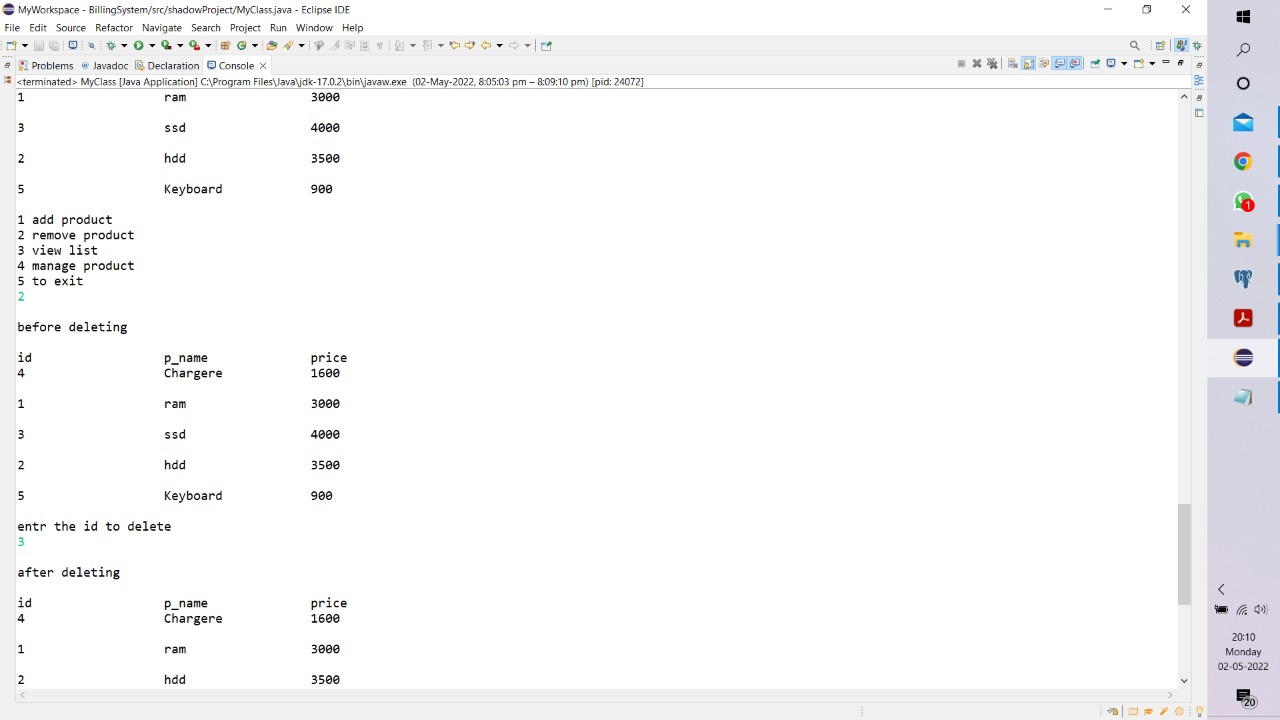 MyWorkspace - BillingSystem/src/shadowProject/MyClass.java - Eclipse IDE
File Edit Source Refactor Navigate Search Project Run Window Help
Problems Javadoc Declaration Console
<terminated> MyClass [Java Application] C:\Program Files\Java\jdk-17.0.2\bin\javaw.exe (02-May-2022, 8:05:03 pm – 8:09:10 pm) [pid: 24072]
1 ram 3000
3 ssd 4000
2 hdd 3500
5 Keyboard 900
1 add product
2 remove product
3 view list
4 manage product
5 to exit
2
before deleting
id p_name price
4 Chargere 1600
1 ram 3000
3 ssd 4000
2 hdd 3500
5 Keyboard 900
entr the id to delete
3
after deleting
id p_name price
4 Chargere 1600
1 ram 3000
2 hdd 3500
1
20:10
Monday
02-05-2022
20